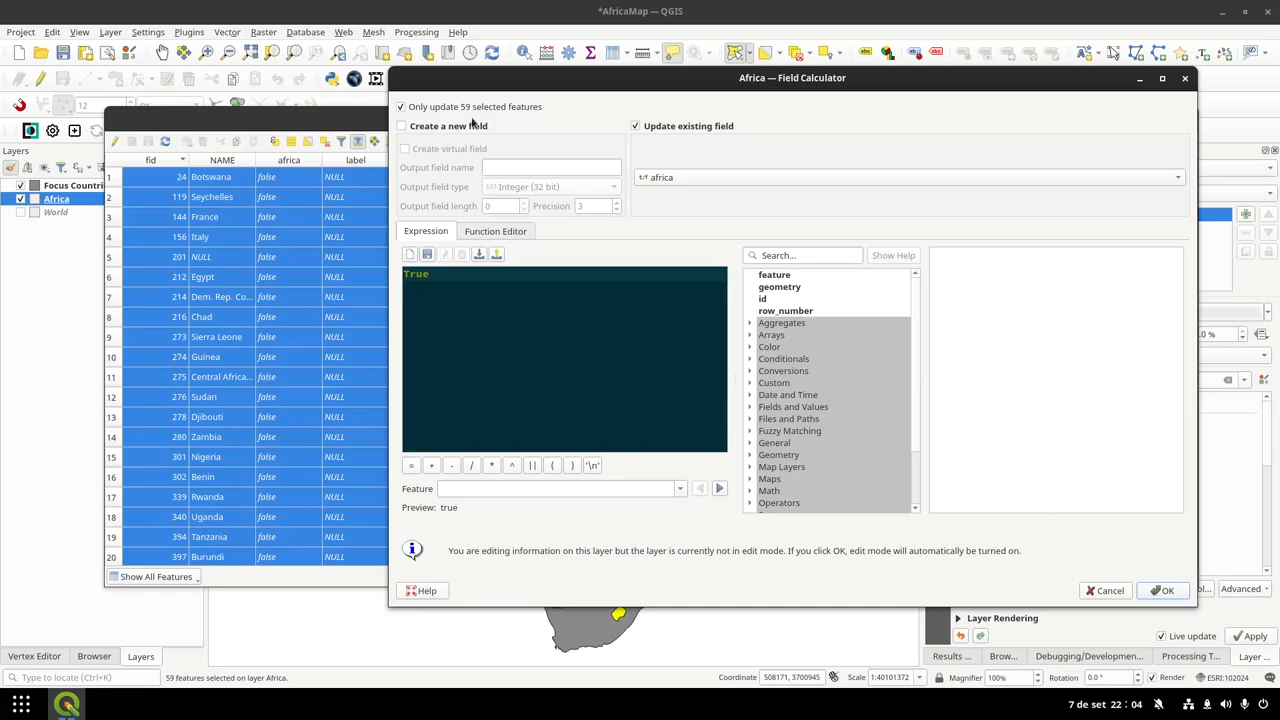 *AfricaMap — QGIS
Project Edit View Layer Settings Plugins Vector Raster Database Web Mesh Processing Help
12 px
Layers
Focus Countri
Africa
World
fid NAME africa label
1 24 Botswana false NULL
2 119 Seychelles false NULL
3 144 France false NULL
4 156 Italy false NULL
5 201 NULL false NULL
6 212 Egypt false NULL
7 214 Dem. Rep. Co... false NULL
8 216 Chad false NULL
9 273 Sierra Leone false NULL
10 274 Guinea false NULL
11 275 Central Africa... false NULL
12 276 Sudan false NULL
13 278 Djibouti false NULL
14 280 Zambia false NULL
15 301 Nigeria false NULL
16 302 Benin false NULL
17 339 Rwanda false NULL
18 340 Uganda false NULL
19 394 Tanzania false NULL
20 397 Burundi false NULL
Show All Features
Africa — Field Calculator
Only update 59 selected features
Create a new field
Update existing field
Create virtual field
Output field name
Output field type 123 Integer (32 bit)
Output field length 0 Precision 3
t/f africa
Expression Function Editor
True
= + - / * ^ || ( ) '\n'
Feature
Preview: true
Search... Show Help
feature
geometry
id
row_number
Aggregates
Arrays
Color
Conditionals
Conversions
Custom
Date and Time
Fields and Values
Files and Paths
Fuzzy Matching
General
Geometry
Map Layers
Maps
Math
Operators
You are editing information on this layer but the layer is currently not in edit mode. If you click OK, edit mode will automatically be turned on.
Help Cancel OK
.0 %
Advanced
Layer Rendering
Live update Apply
Vertex Editor Browser Layers
Results ... Brow... Debugging/Developmen... Processing T... Layer ...
Type to locate (Ctrl+K) 59 features selected on layer Africa. Coordinate 508171, 3700945 Scale 1:40101372 Magnifier 100% Rotation 0.0 ° Render ESRI:102024
7 de set 22:04